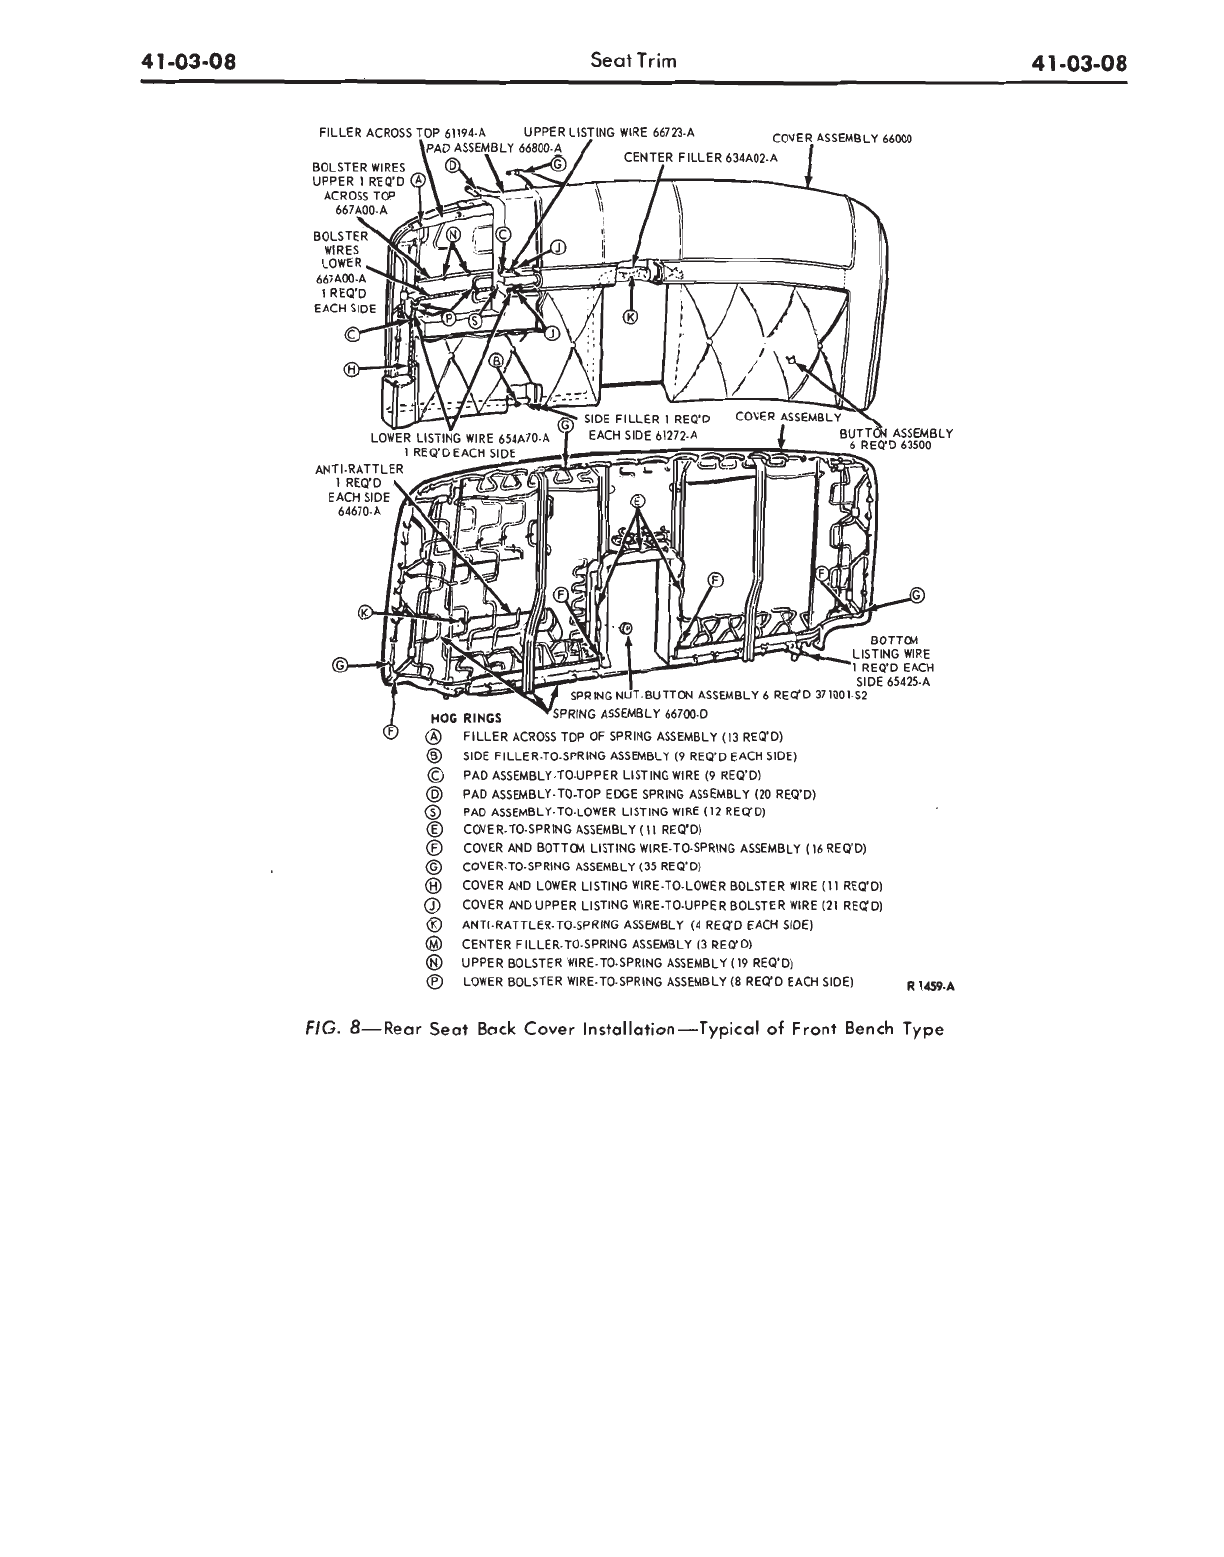 41-03-08 Seat Trim 41-03-08
FILLER ACROSS TOP 61194-A
UPPER LISTING WIRE 66723-A
COVER ASSEMBLY 66000
PAD ASSEMBLY 66800-A
CENTER FILLER 634A02-A
BOLSTER WIRES
UPPER 1 REQ'D
ACROSS TOP
667A00-A
BOLSTER
WIRES
LOWER
667A00-A
1 REQ'D
EACH SIDE
A
D
G
N
C
J
P
S
K
C
J
H
B
SIDE FILLER 1 REQ'D
EACH SIDE 61272-A
COVER ASSEMBLY
BUTTON ASSEMBLY
6 REQ'D 63500
LOWER LISTING WIRE 654A70-A
1 REQ'D EACH SIDE
G
ANTI-RATTLER
1 REQ'D
EACH SIDE
64670-A
E
F
F
F
G
K
G
F
BOTTOM
LISTING WIRE
1 REQ'D EACH
SIDE 65425-A
SPRING NUT-BUTTON ASSEMBLY 6 REQ'D 371001-S2
SPRING ASSEMBLY 66700-D
HOG RINGS
A FILLER ACROSS TOP OF SPRING ASSEMBLY (13 REQ'D)
B SIDE FILLER-TO-SPRING ASSEMBLY (9 REQ'D EACH SIDE)
C PAD ASSEMBLY-TO-UPPER LISTING WIRE (9 REQ'D)
D PAD ASSEMBLY-TO-TOP EDGE SPRING ASSEMBLY (20 REQ'D)
S PAD ASSEMBLY-TO-LOWER LISTING WIRE (12 REQ'D)
E COVER-TO-SPRING ASSEMBLY (11 REQ'D)
F COVER AND BOTTOM LISTING WIRE-TO-SPRING ASSEMBLY (16 REQ'D)
G COVER-TO-SPRING ASSEMBLY (35 REQ'D)
H COVER AND LOWER LISTING WIRE-TO-LOWER BOLSTER WIRE (11 REQ'D)
J COVER AND UPPER LISTING WIRE-TO-UPPER BOLSTER WIRE (21 REQ'D)
K ANTI-RATTLER-TO-SPRING ASSEMBLY (4 REQ'D EACH SIDE)
M CENTER FILLER-TO-SPRING ASSEMBLY (3 REQ'D)
N UPPER BOLSTER WIRE-TO-SPRING ASSEMBLY (19 REQ'D)
P LOWER BOLSTER WIRE-TO-SPRING ASSEMBLY (8 REQ'D EACH SIDE)
R 1459-A
FIG. 8—Rear Seat Back Cover Installation—Typical of Front Bench Type